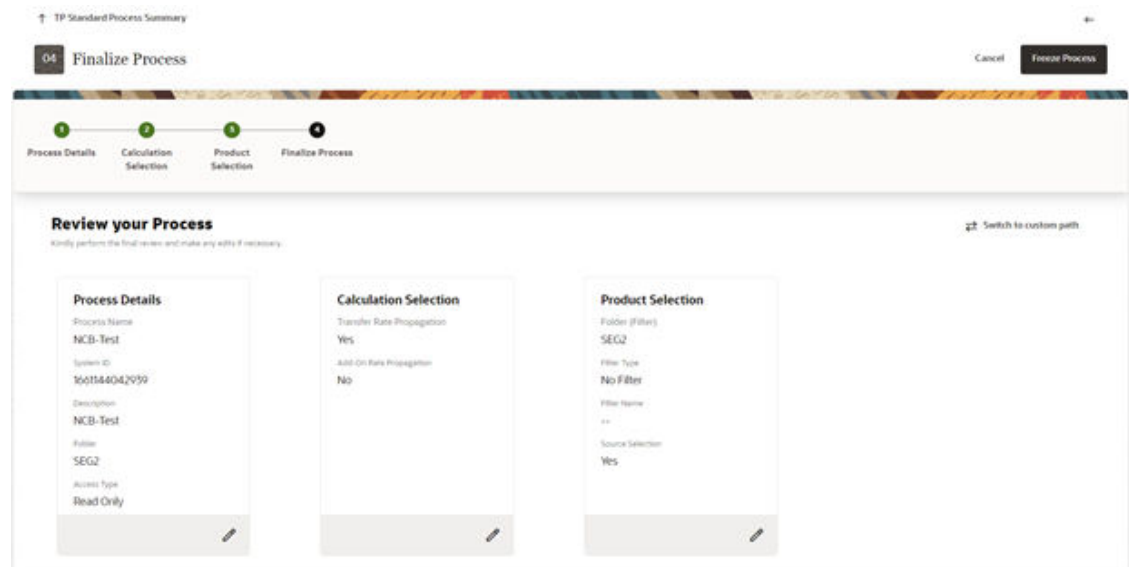 TP Standard Process Summary
04 Finalize Process
Cancel Freeze Process
1 2 3 4
Process Details Calculation Selection Product Selection Finalize Process
Review your Process
Switch to custom path
Kindly perform the final review and make any edits if necessary.
Process Details
Process Name
NCB-Test
System ID
1661144042939
Description
NCB-Test
Folder
SEG2
Access Type
Read Only
Calculation Selection
Transfer Rate Propagation
Yes
Add-On Rate Propagation
No
Product Selection
Folder (Filter)
SEG2
Filter Type
No Filter
Filter Name
--
Source Selection
Yes